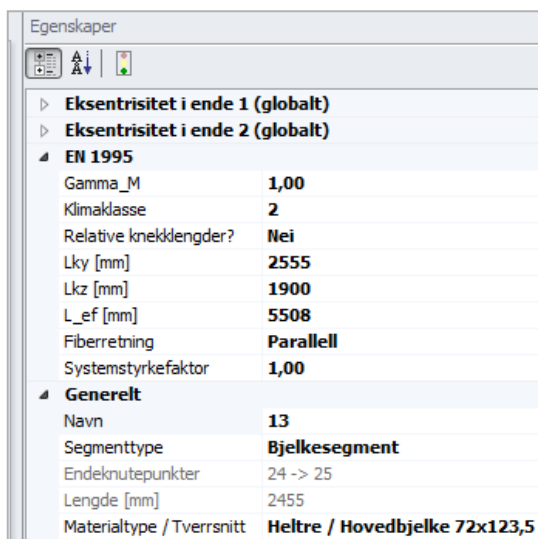 Egenskaper
Eksentrisitet i ende 1 (globalt)
Eksentrisitet i ende 2 (globalt)
EN 1995
Gamma_M 1,00
Klimaklasse 2
Relative knekklengder? Nei
Lky [mm] 2555
Lkz [mm] 1900
L_ef [mm] 5508
Fiberretning Parallell
Systemstyrkefaktor 1,00
Generelt
Navn 13
Segmenttype Bjelkesegment
Endeknutepunkter 24 -> 25
Lengde [mm] 2455
Materialtype / Tverrsnitt Heltre / Hovedbjelke 72x123,5